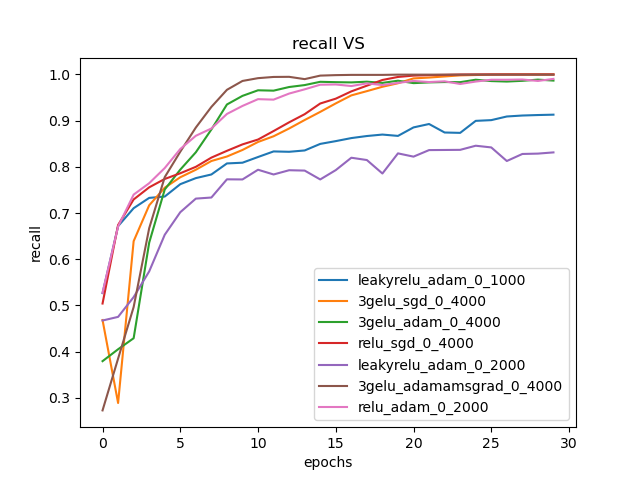 recall VS
1.0
0.9
0.8
0.7
0.6
0.5
0.4
0.3
recall
leakyrelu_adam_0_1000
3gelu_sgd_0_4000
3gelu_adam_0_4000
relu_sgd_0_4000
leakyrelu_adam_0_2000
3gelu_adamamsgrad_0_4000
relu_adam_0_2000
0 5 10 15 20 25 30
epochs